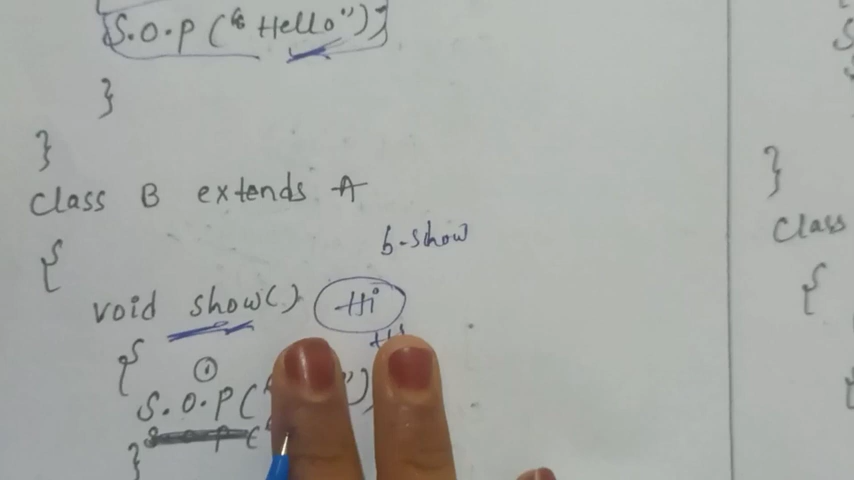 S.O.P ("Hello");
}
}
Class B extends A
{
b.show
void show() Hi
{
①
S.O.P("
}
}
Class
{